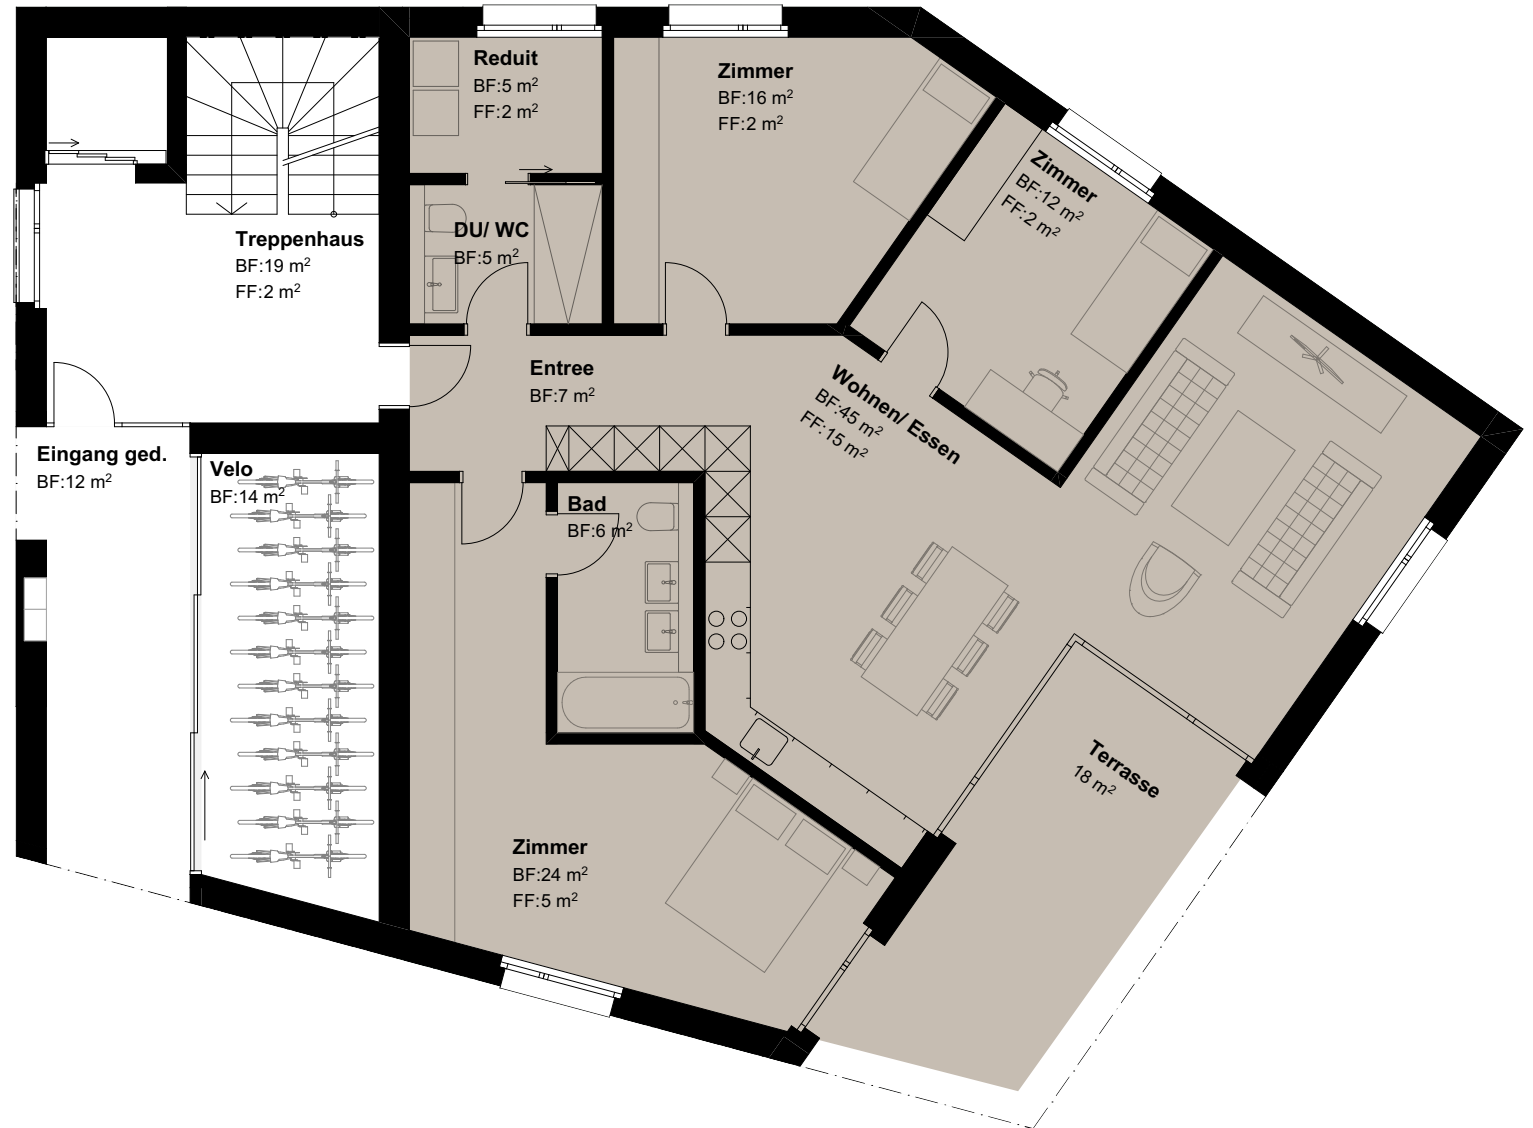 Reduit
BF:5 m²
FF:2 m²
Zimmer
BF:16 m²
FF:2 m²
Zimmer
BF:12 m²
FF:2 m²
Treppenhaus
BF:19 m²
FF:2 m²
DU/ WC
BF:5 m²
Entree
BF:7 m²
Wohnen/ Essen
BF:45 m²
FF:15 m²
Eingang ged.
BF:12 m²
Velo
BF:14 m²
Bad
BF:6 m²
Terrasse
18 m²
Zimmer
BF:24 m²
FF:5 m²